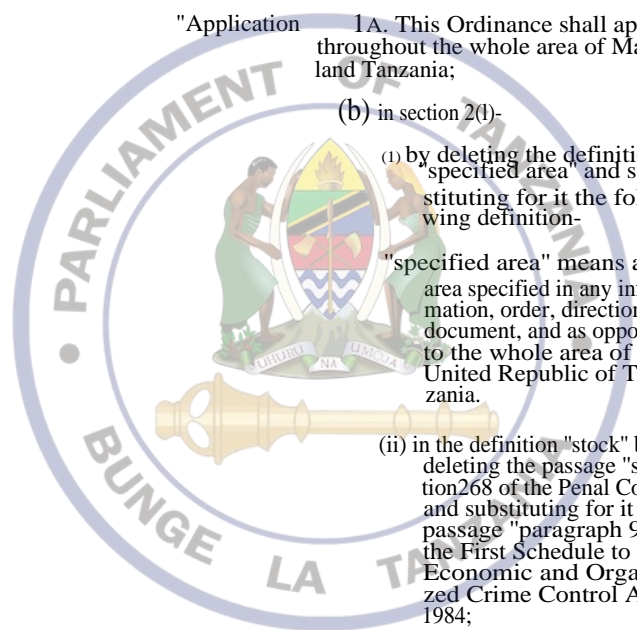 "Application 1A. This Ordinance shall ap
throughout the whole area of Ma
land Tanzania;
(b) in section 2(l)-
(1) by deleting the definiti
"specified area" and s
stituting for it the fol
wing definition-
"specified area" means a
area specified in any in
mation, order, direction
document, and as oppo
to the whole area of
United Republic of T
zania.
(ii) in the definition "stock" b
deleting the passage "s
tion268 of the Penal Co
and substituting for it
passage "paragraph 9
the First Schedule to
Economic and Orga
zed Crime Control A
1984;
PARLIAMENT OF TANZANIA
UHURU NA UMOJA
BUNGE LA TANZANIA